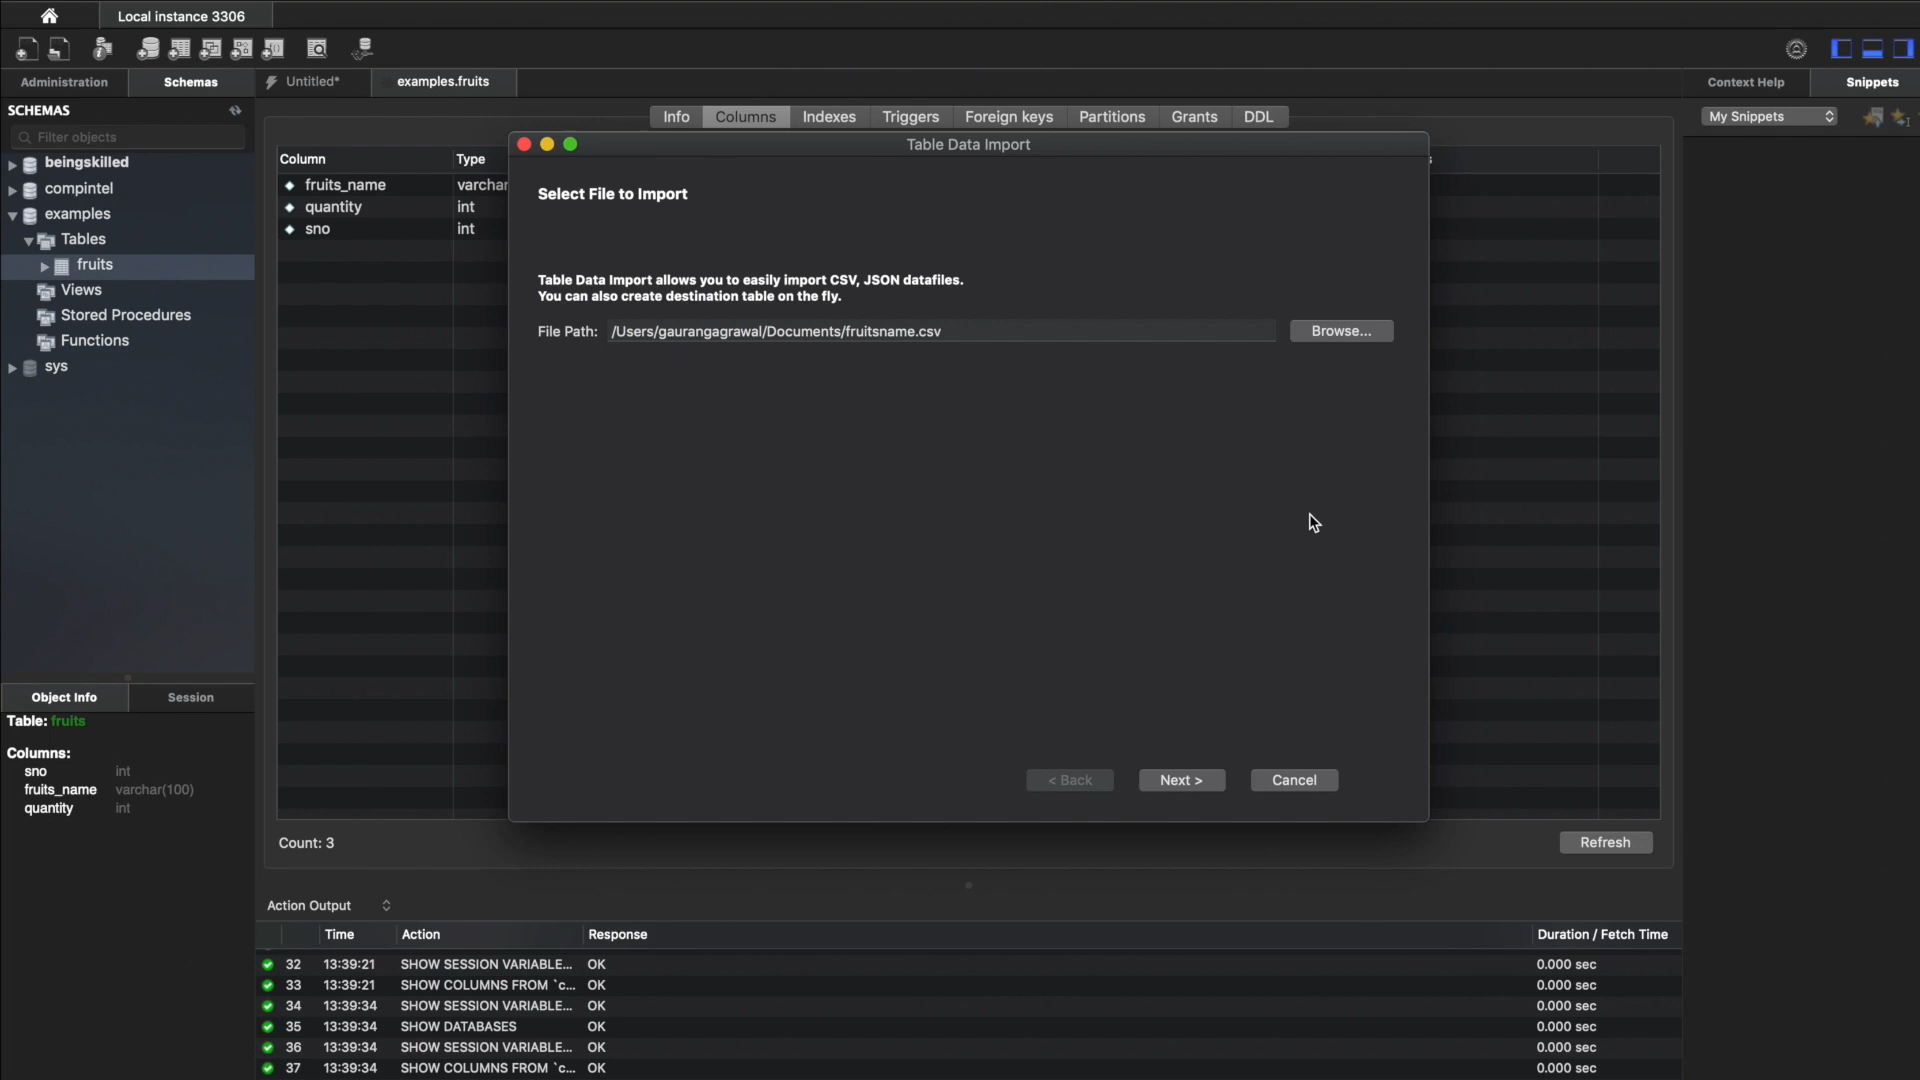 Local instance 3306
Administration
Schemas
Untitled*
examples.fruits
Context Help
Snippets
SCHEMAS
Filter objects
beingskilled
compintel
examples
Tables
fruits
Views
Stored Procedures
Functions
sys
Info
Columns
Indexes
Triggers
Foreign keys
Partitions
Grants
DDL
My Snippets
Column
Type
fruits_name
varchar
quantity
int
sno
int
Table Data Import
Select File to Import
Table Data Import allows you to easily import CSV, JSON datafiles.
You can also create destination table on the fly.
File Path: /Users/gaurangagrawal/Documents/fruitsname.csv
Browse...
< Back
Next >
Cancel
Count: 3
Refresh
Object Info
Session
Table: fruits
Columns:
sno int
fruits_name varchar(100)
quantity int
Action Output
Time Action Response Duration / Fetch Time
32 13:39:21 SHOW SESSION VARIABLE... OK 0.000 sec
33 13:39:21 SHOW COLUMNS FROM `c... OK 0.000 sec
34 13:39:34 SHOW SESSION VARIABLE... OK 0.000 sec
35 13:39:34 SHOW DATABASES OK 0.000 sec
36 13:39:34 SHOW SESSION VARIABLE... OK 0.000 sec
37 13:39:34 SHOW COLUMNS FROM `c... OK 0.000 sec